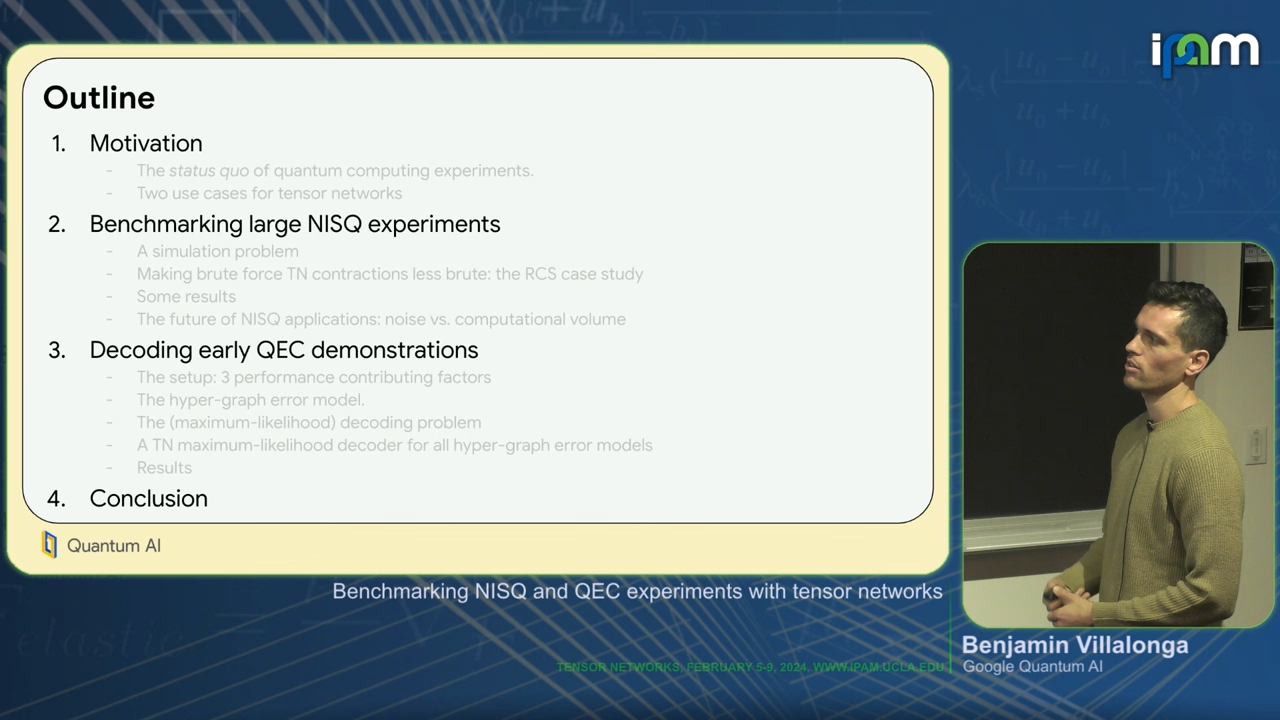 ipam
Outline
1. Motivation
- The status quo of quantum computing experiments.
- Two use cases for tensor networks
2. Benchmarking large NISQ experiments
- A simulation problem
- Making brute force TN contractions less brute: the RCS case study
- Some results
- The future of NISQ applications: noise vs. computational volume
3. Decoding early QEC demonstrations
- The setup: 3 performance contributing factors
- The hyper-graph error model.
- The (maximum-likelihood) decoding problem
- A TN maximum-likelihood decoder for all hyper-graph error models
- Results
4. Conclusion
Quantum AI
Benchmarking NISQ and QEC experiments with tensor networks
Benjamin Villalonga
Google Quantum AI
TENSOR NETWORKS, FEBRUARY 5-9, 2024, WWW.IPAM.UCLA.EDU
elastic